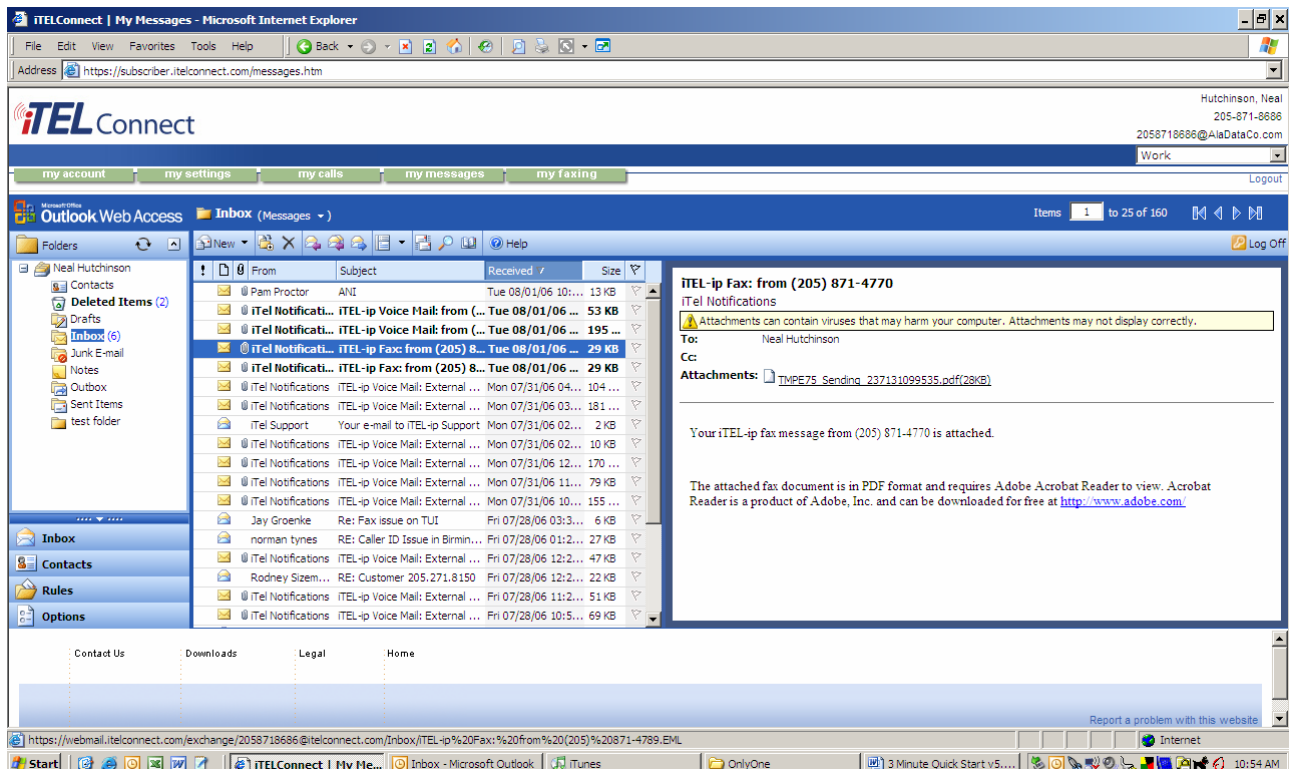 iTELConnect | My Messages - Microsoft Internet Explorer
File Edit View Favorites Tools Help Back
Address https://subscriber.itelconnect.com/messages.htm
iTEL Connect
Hutchinson, Neal
205-871-8686
2058718686@AlaDataCo.com
Work
my account my settings my calls my messages my faxing
Logout
Microsoft Office
Outlook Web Access Inbox (Messages) Items 1 to 25 of 160
Folders New Help Log Off
Neal Hutchinson
Contacts
Deleted Items (2)
Drafts
Inbox (6)
Junk E-mail
Notes
Outbox
Sent Items
test folder
Inbox
Contacts
Rules
Options
! From Subject Received / Size
Pam Proctor ANI Tue 08/01/06 10:... 13 KB
iTel Notificati... iTEL-ip Voice Mail: from (... Tue 08/01/06 ... 53 KB
iTel Notificati... iTEL-ip Voice Mail: from (... Tue 08/01/06 ... 195 ...
iTel Notificati... iTEL-ip Fax: from (205) 8... Tue 08/01/06 ... 29 KB
iTel Notificati... iTEL-ip Fax: from (205) 8... Tue 08/01/06 ... 29 KB
iTel Notifications iTEL-ip Voice Mail: External ... Mon 07/31/06 04... 104 ...
iTel Notifications iTEL-ip Voice Mail: External ... Mon 07/31/06 03... 181 ...
iTel Support Your e-mail to iTEL-ip Support Mon 07/31/06 02... 2 KB
iTel Notifications iTEL-ip Voice Mail: External ... Mon 07/31/06 02... 10 KB
iTel Notifications iTEL-ip Voice Mail: External ... Mon 07/31/06 12... 170 ...
iTel Notifications iTEL-ip Voice Mail: External ... Mon 07/31/06 11... 79 KB
iTel Notifications iTEL-ip Voice Mail: External ... Mon 07/31/06 10... 155 ...
Jay Groenke Re: Fax issue on TUI Fri 07/28/06 03:3... 6 KB
norman tynes RE: Caller ID Issue in Birmin... Fri 07/28/06 01:2... 27 KB
iTel Notifications iTEL-ip Voice Mail: External ... Fri 07/28/06 12:2... 47 KB
Rodney Sizem... RE: Customer 205.271.8150 Fri 07/28/06 12:2... 22 KB
iTel Notifications iTEL-ip Voice Mail: External ... Fri 07/28/06 11:2... 51 KB
iTel Notifications iTEL-ip Voice Mail: External ... Fri 07/28/06 10:5... 69 KB
iTEL-ip Fax: from (205) 871-4770
iTel Notifications
Attachments can contain viruses that may harm your computer. Attachments may not display correctly.
To: Neal Hutchinson
Cc:
Attachments: TMPE75_Sending_237131099535.pdf(28KB)
Your iTEL-ip fax message from (205) 871-4770 is attached.
The attached fax document is in PDF format and requires Adobe Acrobat Reader to view. Acrobat
Reader is a product of Adobe, Inc. and can be downloaded for free at http://www.adobe.com/
Contact Us Downloads Legal Home
Report a problem with this website
https://webmail.itelconnect.com/exchange/2058718686@itelconnect.com/Inbox/iTEL-ip%20Fax:%20from%20(205)%20871-4789.EML Internet
Start iTELConnect | My Me... Inbox - Microsoft Outlook iTunes OnlyOne 3 Minute Quick Start v5.... 10:54 AM